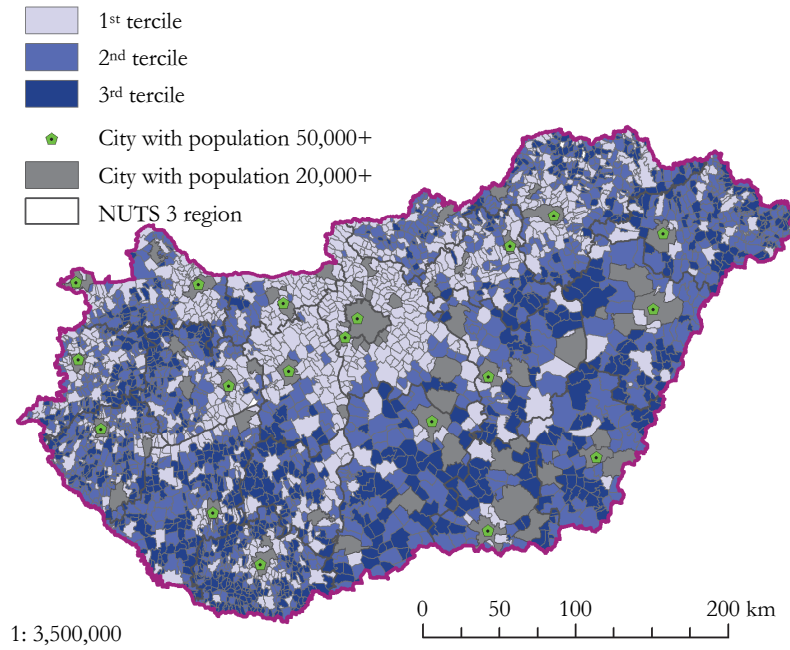 1st tercile
2nd tercile
3rd tercile
City with population 50,000+
City with population 20,000+
NUTS 3 region
1: 3,500,000
0 50 100 200 km